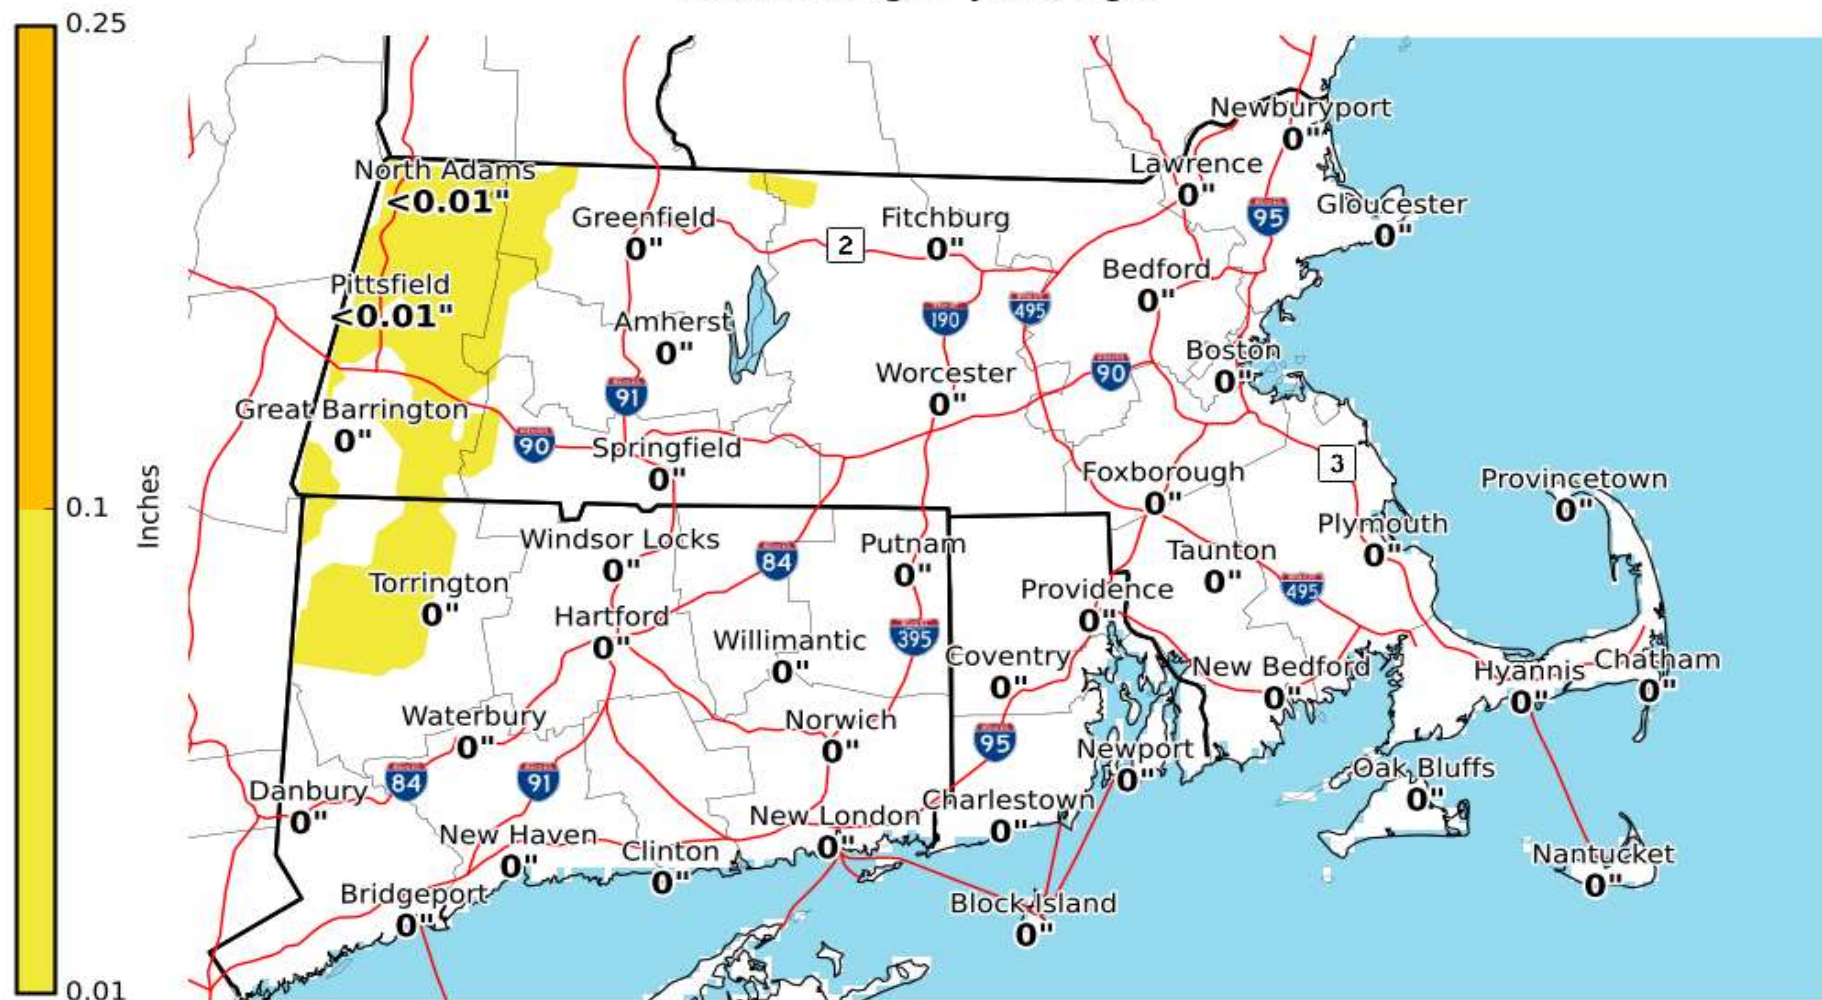 0.25
0.1
0.01
Inches
Newburyport
0"
Lawrence
0"
North Adams
<0.01"
95
Gloucester
0"
Greenfield
0"
2
Fitchburg
0"
Bedford
0"
Pittsfield
<0.01"
190
495
Amherst
0"
Boston
0"
Worcester
0"
90
91
Great Barrington
0"
90
Springfield
0"
3
Foxborough
0"
Provincetown
0"
Plymouth
0"
Windsor Locks
0"
84
Putnam
0"
Taunton
0"
Torrington
0"
Providence
0"
495
Hartford
0"
395
Willimantic
0"
Coventry
0"
New Bedford
0"
Hyannis
0"
Chatham
0"
Waterbury
0"
Norwich
0"
95
Newport
0"
84
91
Oak Bluffs
0"
Danbury
0"
Charlestown
0"
New London
0"
New Haven
0"
Clinton
0"
Nantucket
0"
Bridgeport
0"
Block Island
0"